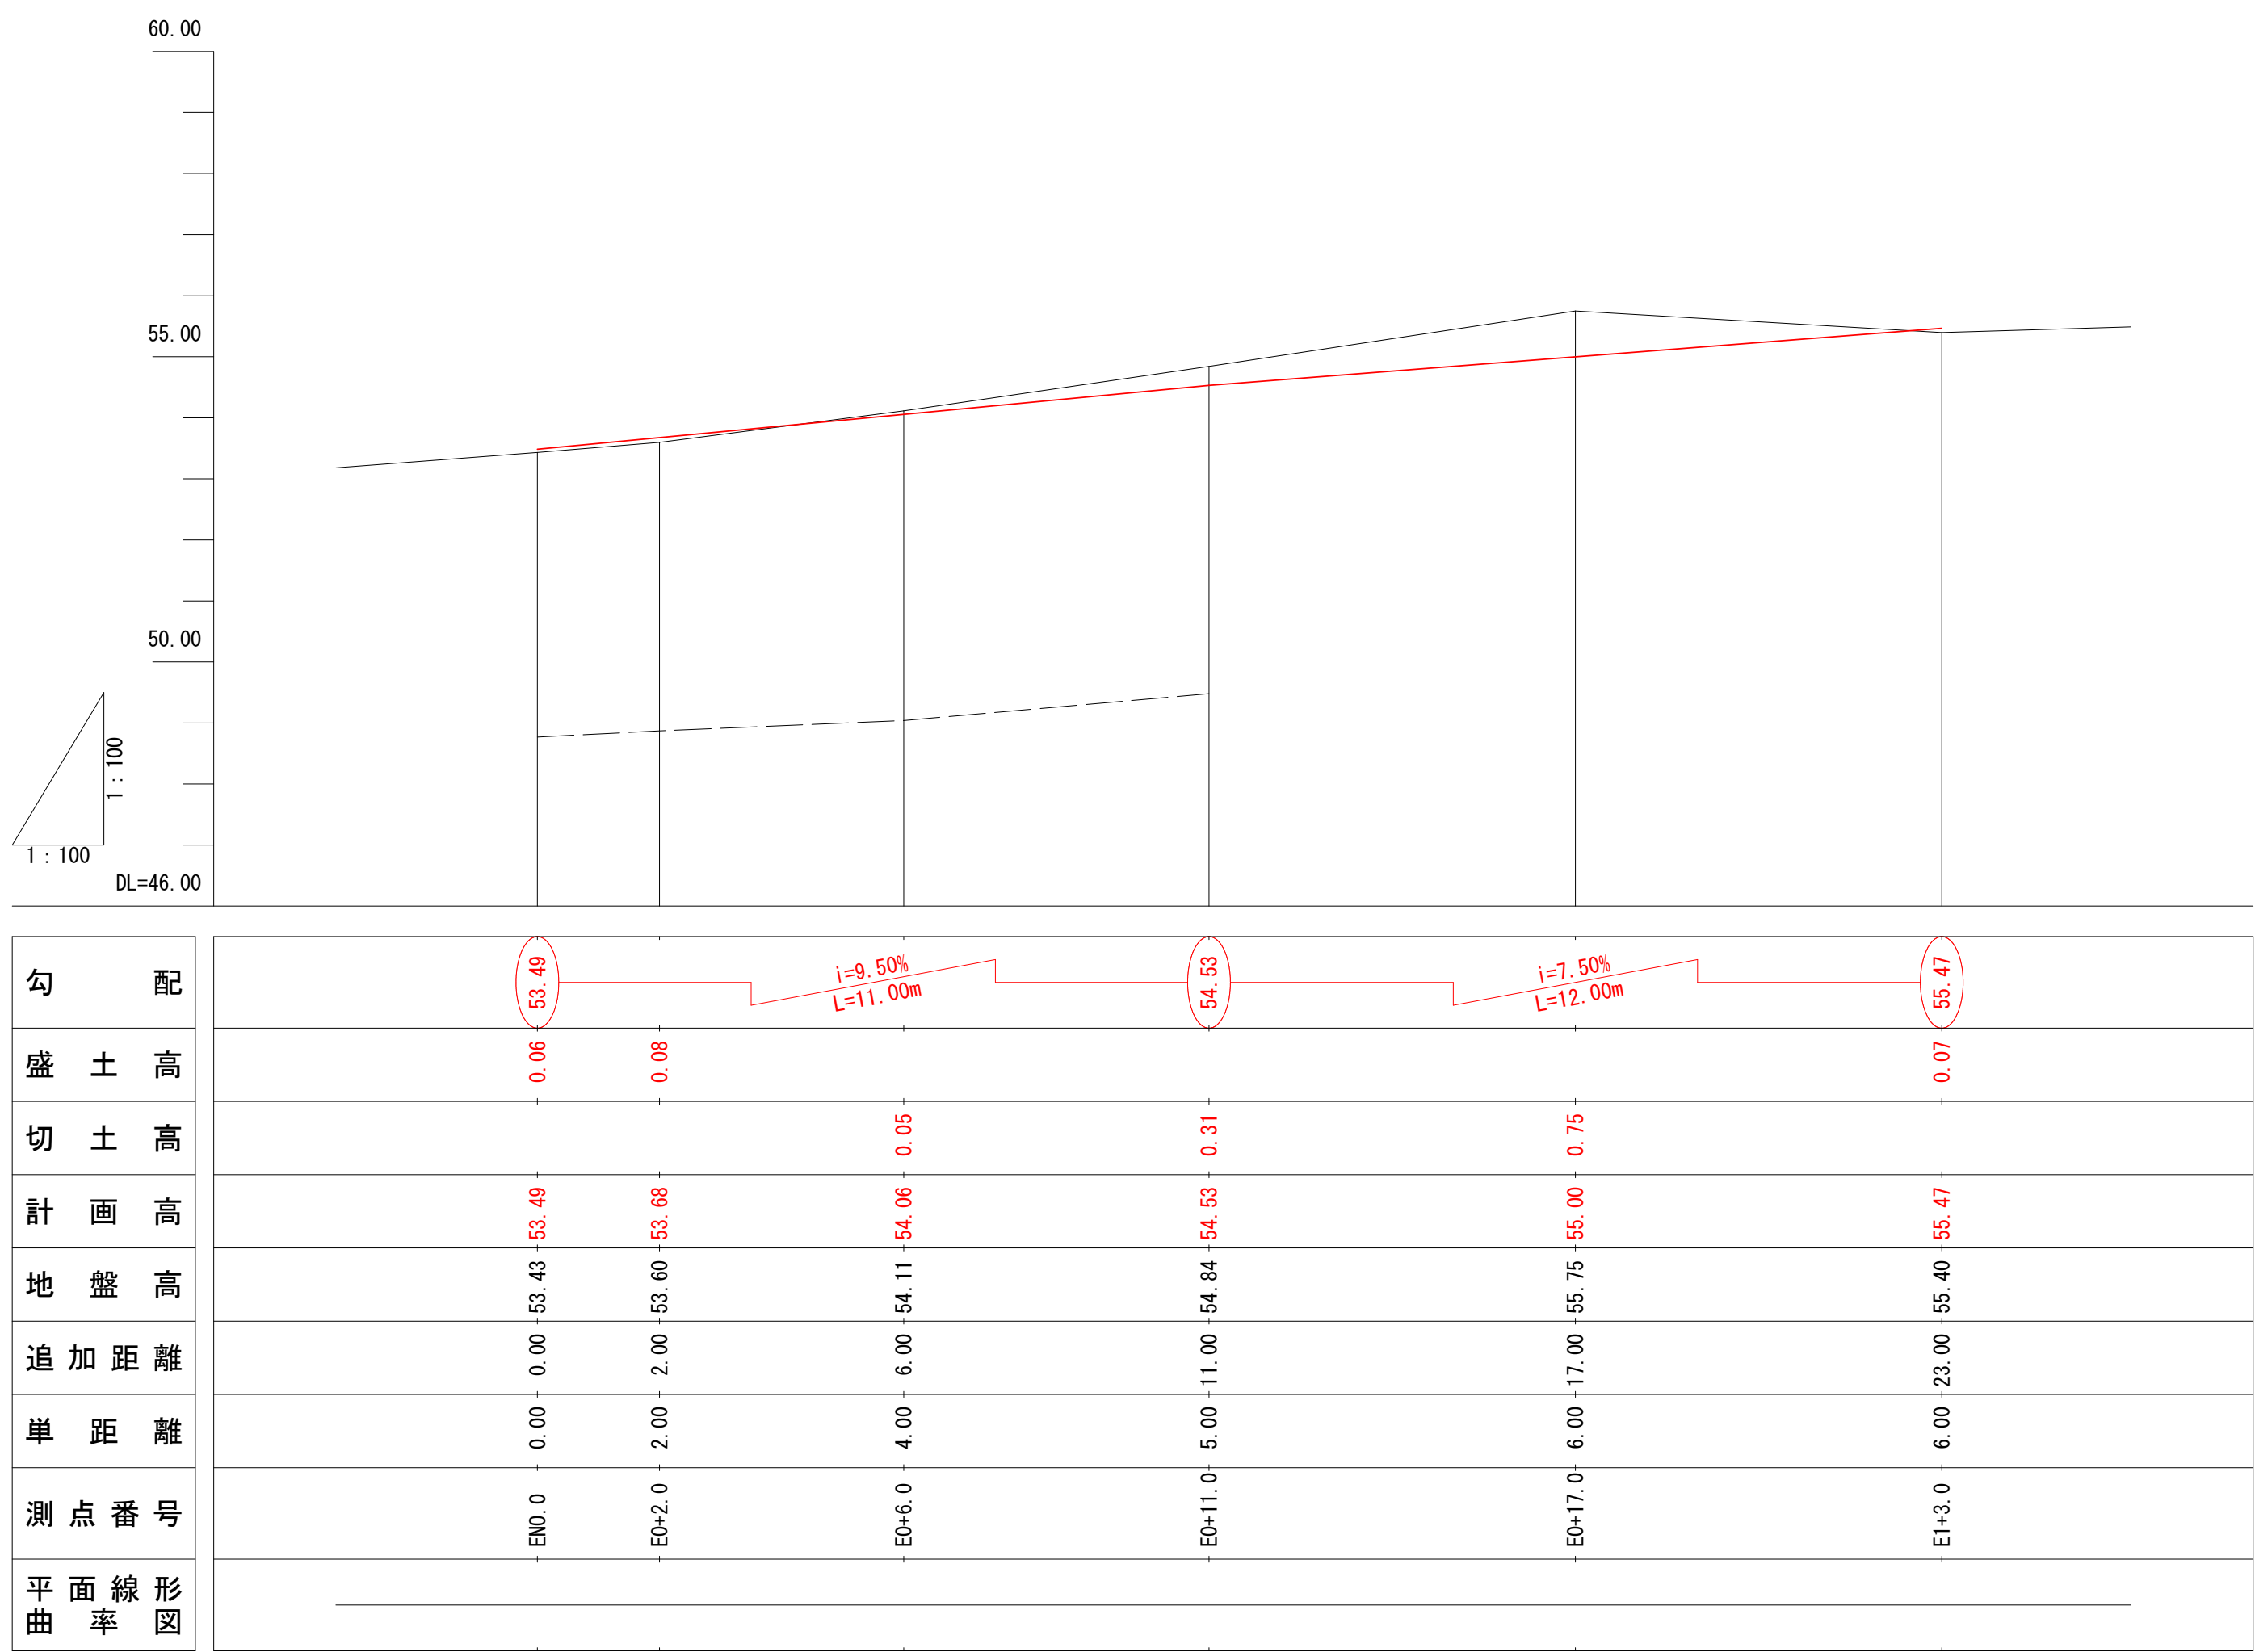 60.00
55.00
50.00
1:100
1:100
DL=46.00
勾配 53.49 i=9.50% L=11.00m 54.53 i=7.50% L=12.00m 55.47
盛土高 0.06 0.08 0.07
切土高 0.05 0.31 0.75
計画高 53.49 53.68 54.06 54.53 55.00 55.47
地盤高 53.43 53.60 54.11 54.84 55.75 55.40
追加距離 0.00 2.00 6.00 11.00 17.00 23.00
単距離 0.00 2.00 4.00 5.00 6.00 6.00
測点番号 EN0.0 E0+2.0 E0+6.0 E0+11.0 E0+17.0 E1+3.0
平面線形
曲率図